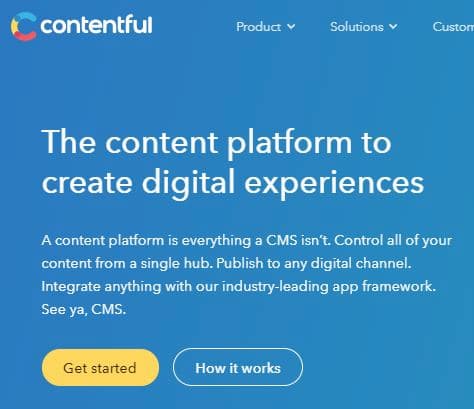 contentful
Product
Solutions
Custom
The content platform to
create digital experiences
A content platform is everything a CMS isn't. Control all of your
content from a single hub. Publish to any digital channel.
Integrate anything with our industry-leading app framework.
See ya, CMS.
Get started
How it works